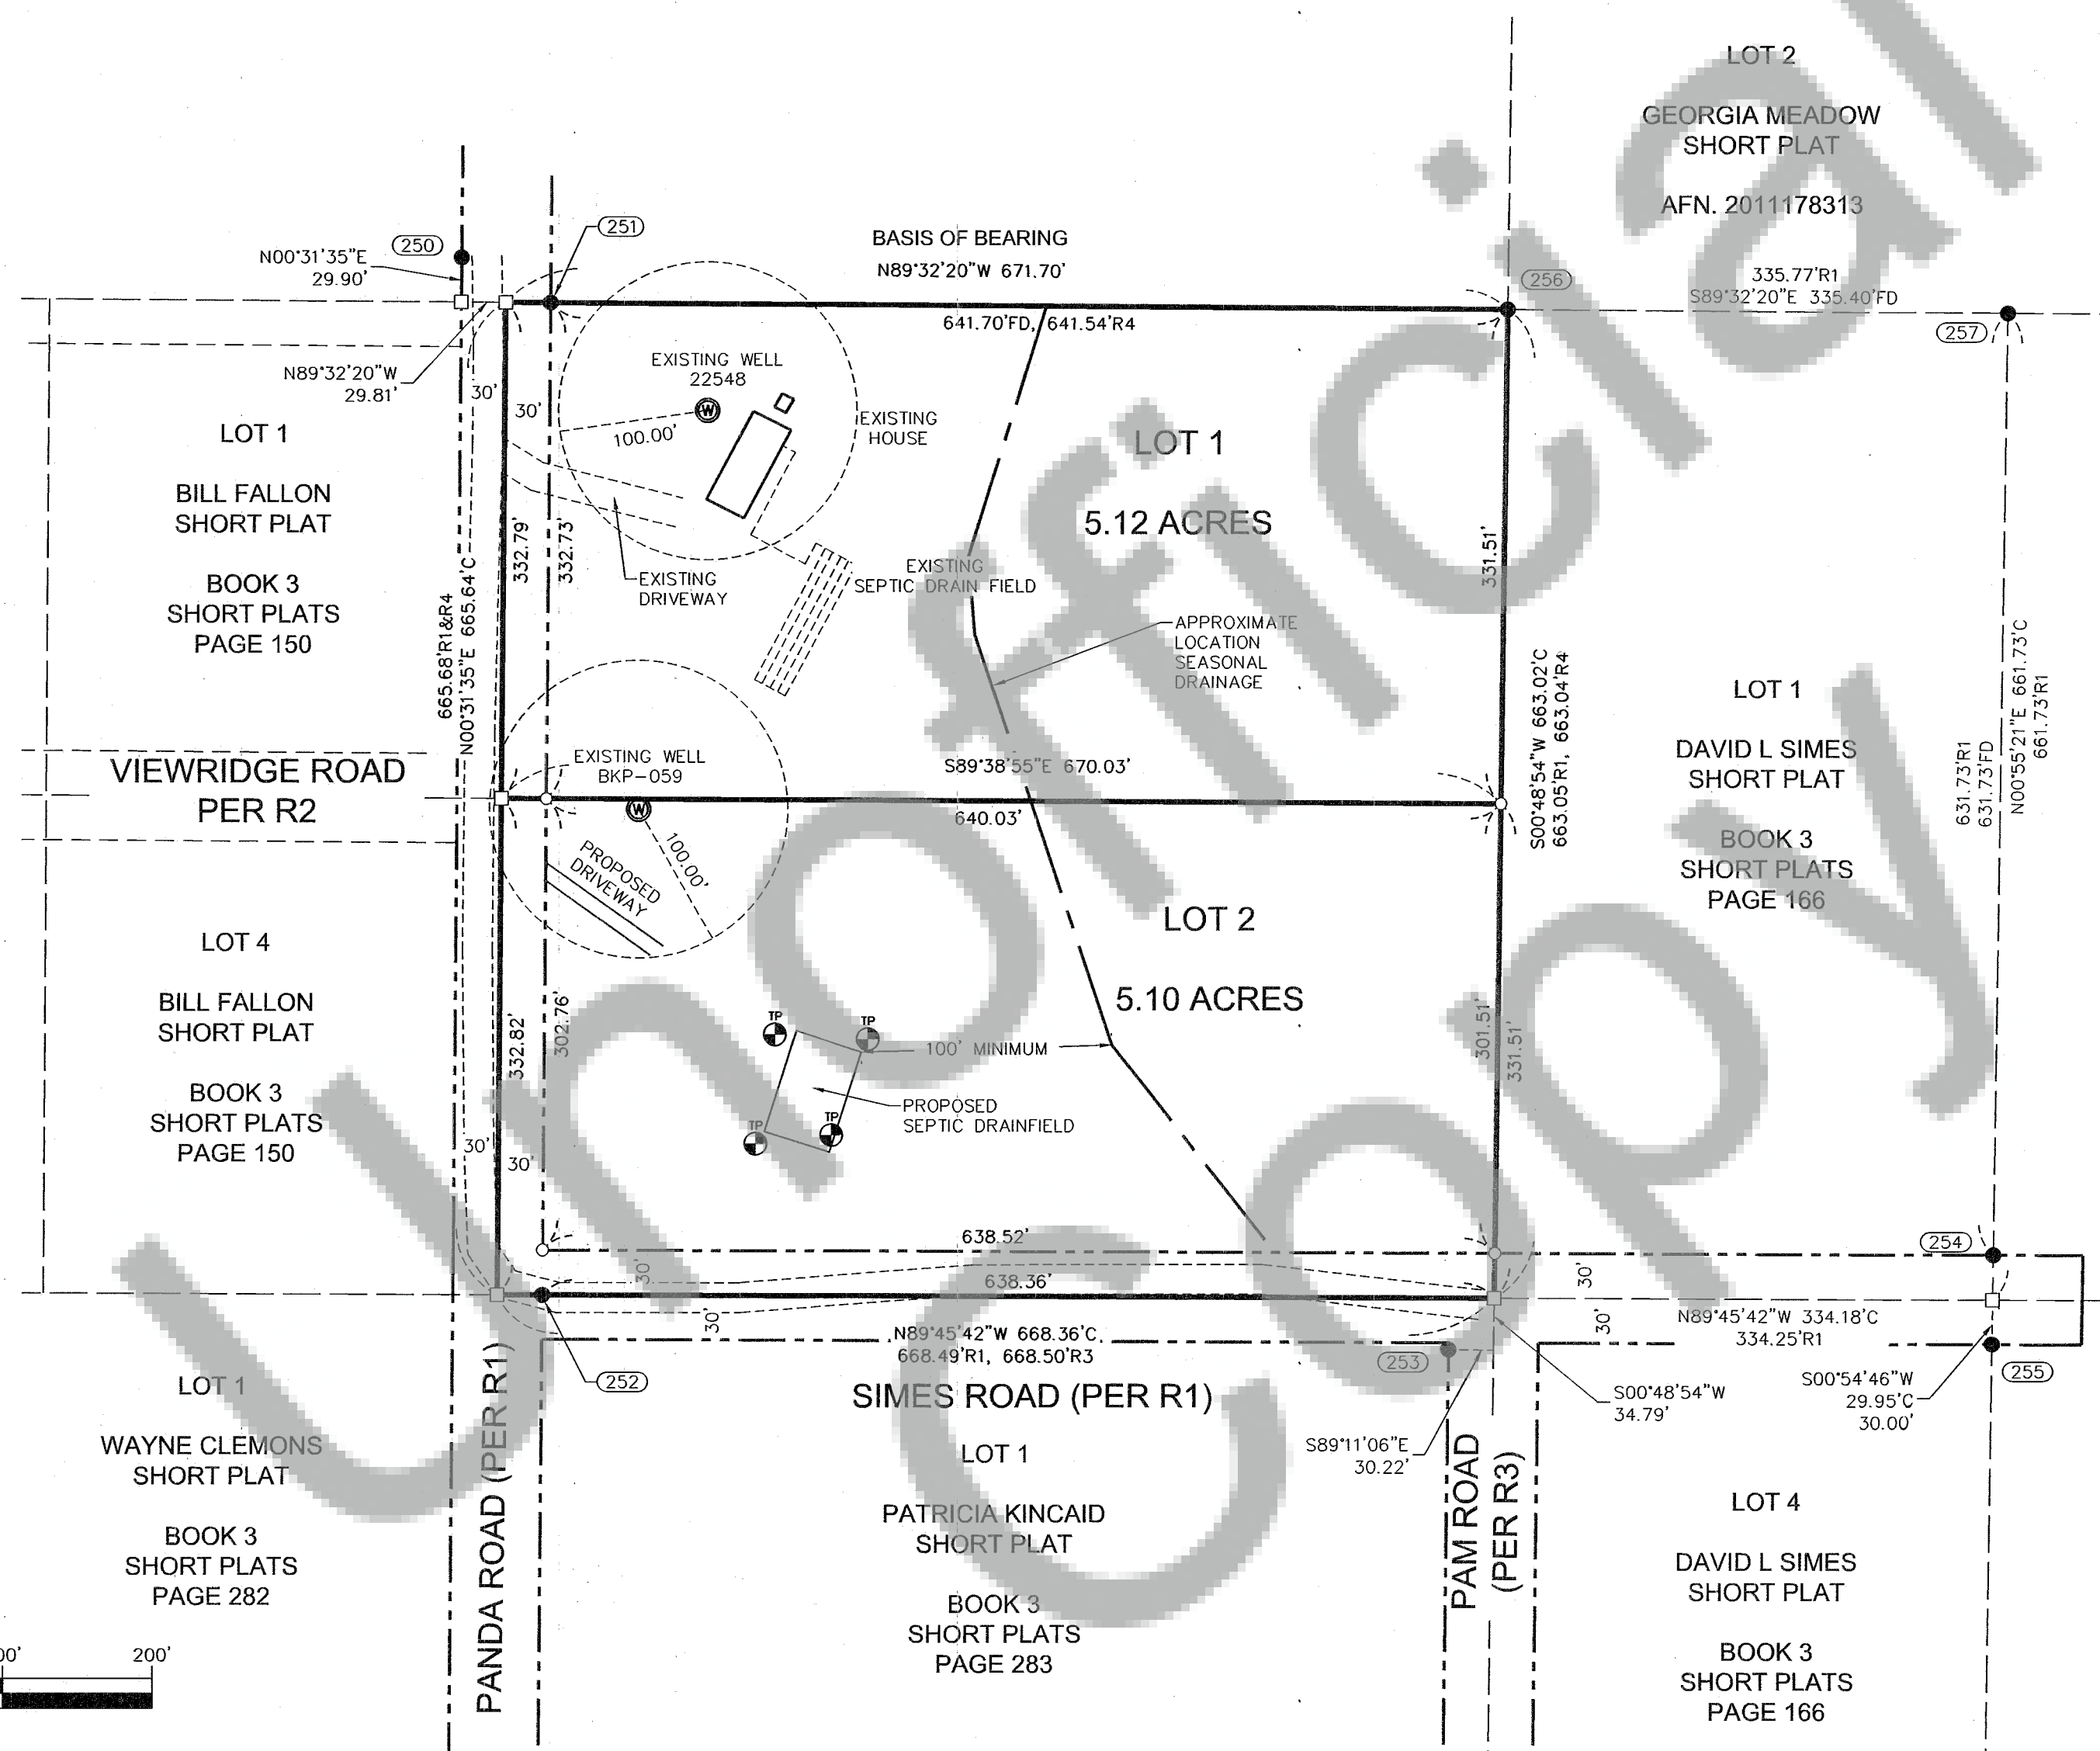 LOT 2
GEORGIA MEADOW
SHORT PLAT
AFN. 2011178313
250
251
N00°31'35"E
29.90'
BASIS OF BEARING
N89°32'20"W 671.70'
641.70'FD, 641.54'R4
256
335.77'R1
S89°32'20"E 335.40'FD
257
N89°32'20"W
29.81'
30'
30'
EXISTING WELL
22548
W
100.00'
EXISTING
HOUSE
LOT 1
5.12 ACRES
LOT 1
BILL FALLON
SHORT PLAT
BOOK 3
SHORT PLATS
PAGE 150
665.68'R1&R4
N00°31'35"E 665.64'C
332.79'
332.73'
EXISTING
DRIVEWAY
EXISTING
SEPTIC DRAIN FIELD
APPROXIMATE
LOCATION
SEASONAL
DRAINAGE
331.51'
S00°48'54"W 663.02'C
663.05'R1, 663.04'R4
LOT 1
DAVID L SIMES
SHORT PLAT
BOOK 3
SHORT PLATS
PAGE 166
631.73'R1
631.73'FD
N00°55'21"E 661.73'C
661.73'R1
VIEWRIDGE ROAD
PER R2
EXISTING WELL
BKP-059
W
100.00'
PROPOSED
DRIVEWAY
S89°38'55"E 670.03'
640.03'
LOT 2
5.10 ACRES
LOT 4
BILL FALLON
SHORT PLAT
BOOK 3
SHORT PLATS
PAGE 150
332.82'
302.76'
30'
30'
TP
TP
TP
TP
100' MINIMUM
PROPOSED
SEPTIC DRAINFIELD
301.51'
331.51'
638.52'
638.36'
30'
30'
N89°45'42"W 668.36'C,
668.49'R1, 668.50'R3
SIMES ROAD (PER R1)
252
253
254
30'
30'
N89°45'42"W 334.18'C
334.25'R1
S00°54'46"W
29.95'C
30.00'
255
S00°48'54"W
34.79'
S89°11'06"E
30.22'
LOT 1
WAYNE CLEMONS
SHORT PLAT
BOOK 3
SHORT PLATS
PAGE 282
PANDA ROAD (PER R1)
LOT 1
PATRICIA KINCAID
SHORT PLAT
BOOK 3
SHORT PLATS
PAGE 283
PAM ROAD
(PER R3)
LOT 4
DAVID L SIMES
SHORT PLAT
BOOK 3
SHORT PLATS
PAGE 166
200'
Unofficial
Copy